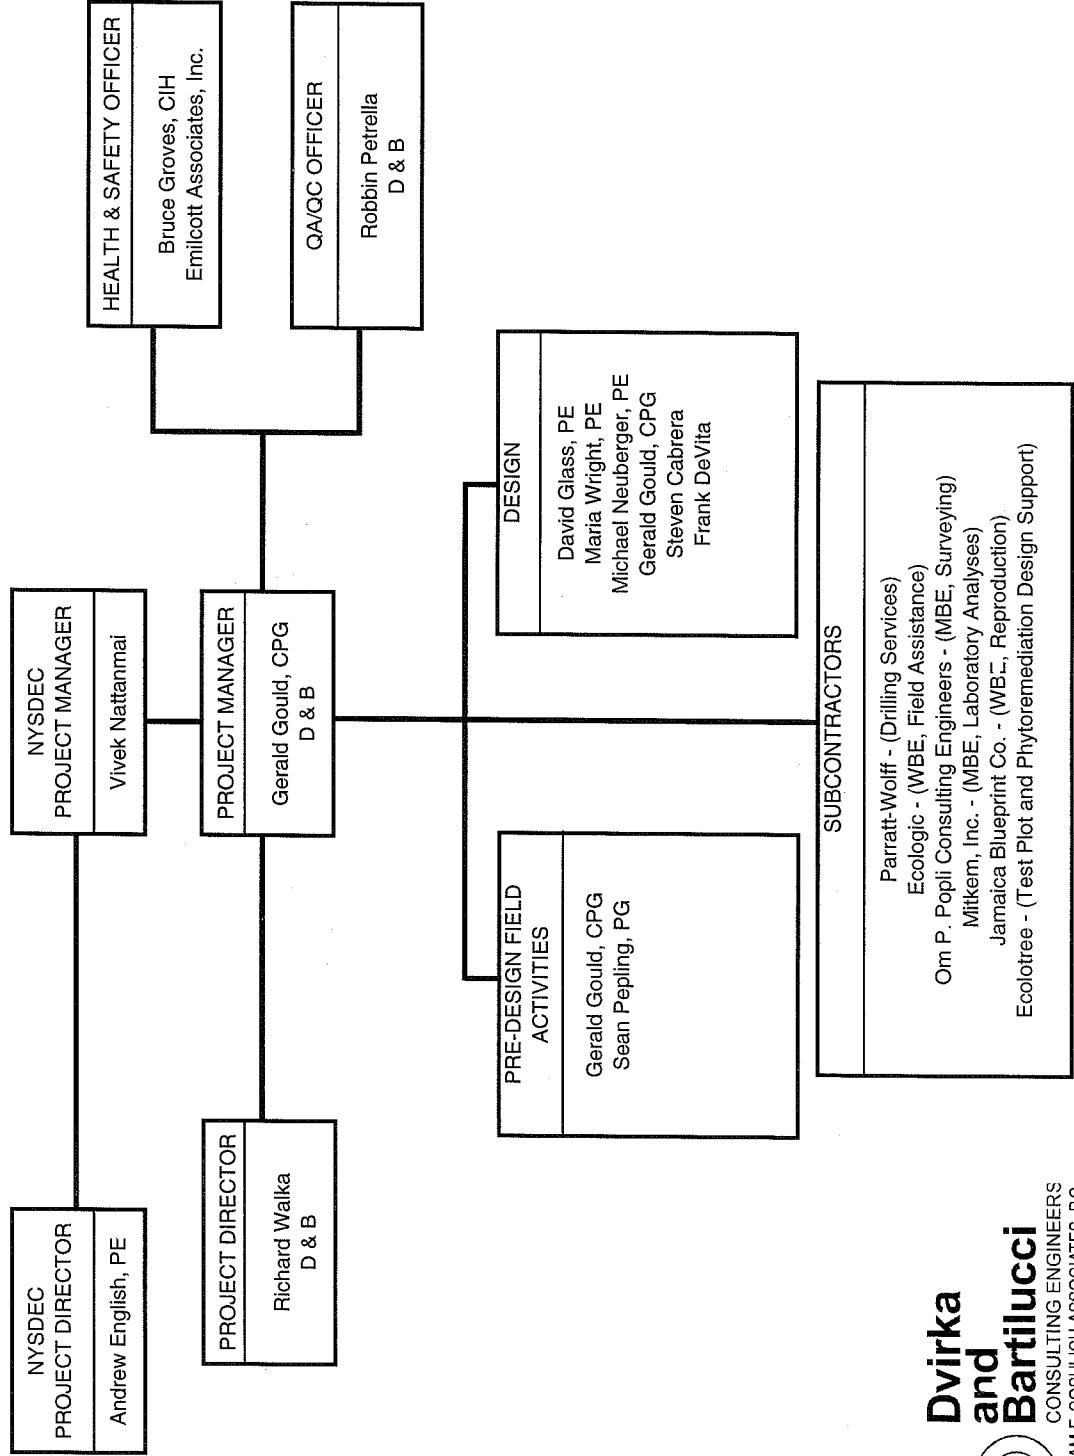 NYSDEC
PROJECT DIRECTOR
Andrew English, PE
NYSDEC
PROJECT MANAGER
Vivek Nattanmai
PROJECT DIRECTOR
Richard Walka
D & B
PROJECT MANAGER
Gerald Gould, CPG
D & B
HEALTH & SAFETY OFFICER
Bruce Groves, CIH
Emilcott Associates, Inc.
QA/QC OFFICER
Robbin Petrella
D & B
PRE-DESIGN FIELD
ACTIVITIES
Gerald Gould, CPG
Sean Pepling, PG
DESIGN
David Glass, PE
Maria Wright, PE
Michael Neuberger, PE
Gerald Gould, CPG
Steven Cabrera
Frank DeVita
SUBCONTRACTORS
Parratt-Wolff - (Drilling Services)
Ecologic - (WBE, Field Assistance)
Om P. Popli Consulting Engineers - (MBE, Surveying)
Mitkem, Inc. - (MBE, Laboratory Analyses)
Jamaica Blueprint Co. - (WBE, Reproduction)
Ecolotree - (Test Plot and Phytoremediation Design Support)
Dvirka
and
Bartilucci
CONSULTING ENGINEERS